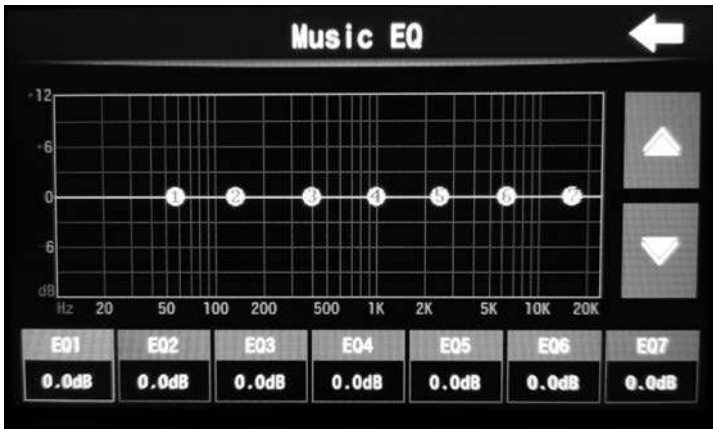 Music EQ
+12
+6
0
1 2 3 4 5 6 7
6
dB
Hz 20 50 100 200 500 1K 2K 5K 10K 20K
EQ1 EQ2 EQ3 EQ4 EQ5 EQ6 EQ7
0.0dB 0.0dB 0.0dB 0.0dB 0.0dB 0.0dB 0.0dB